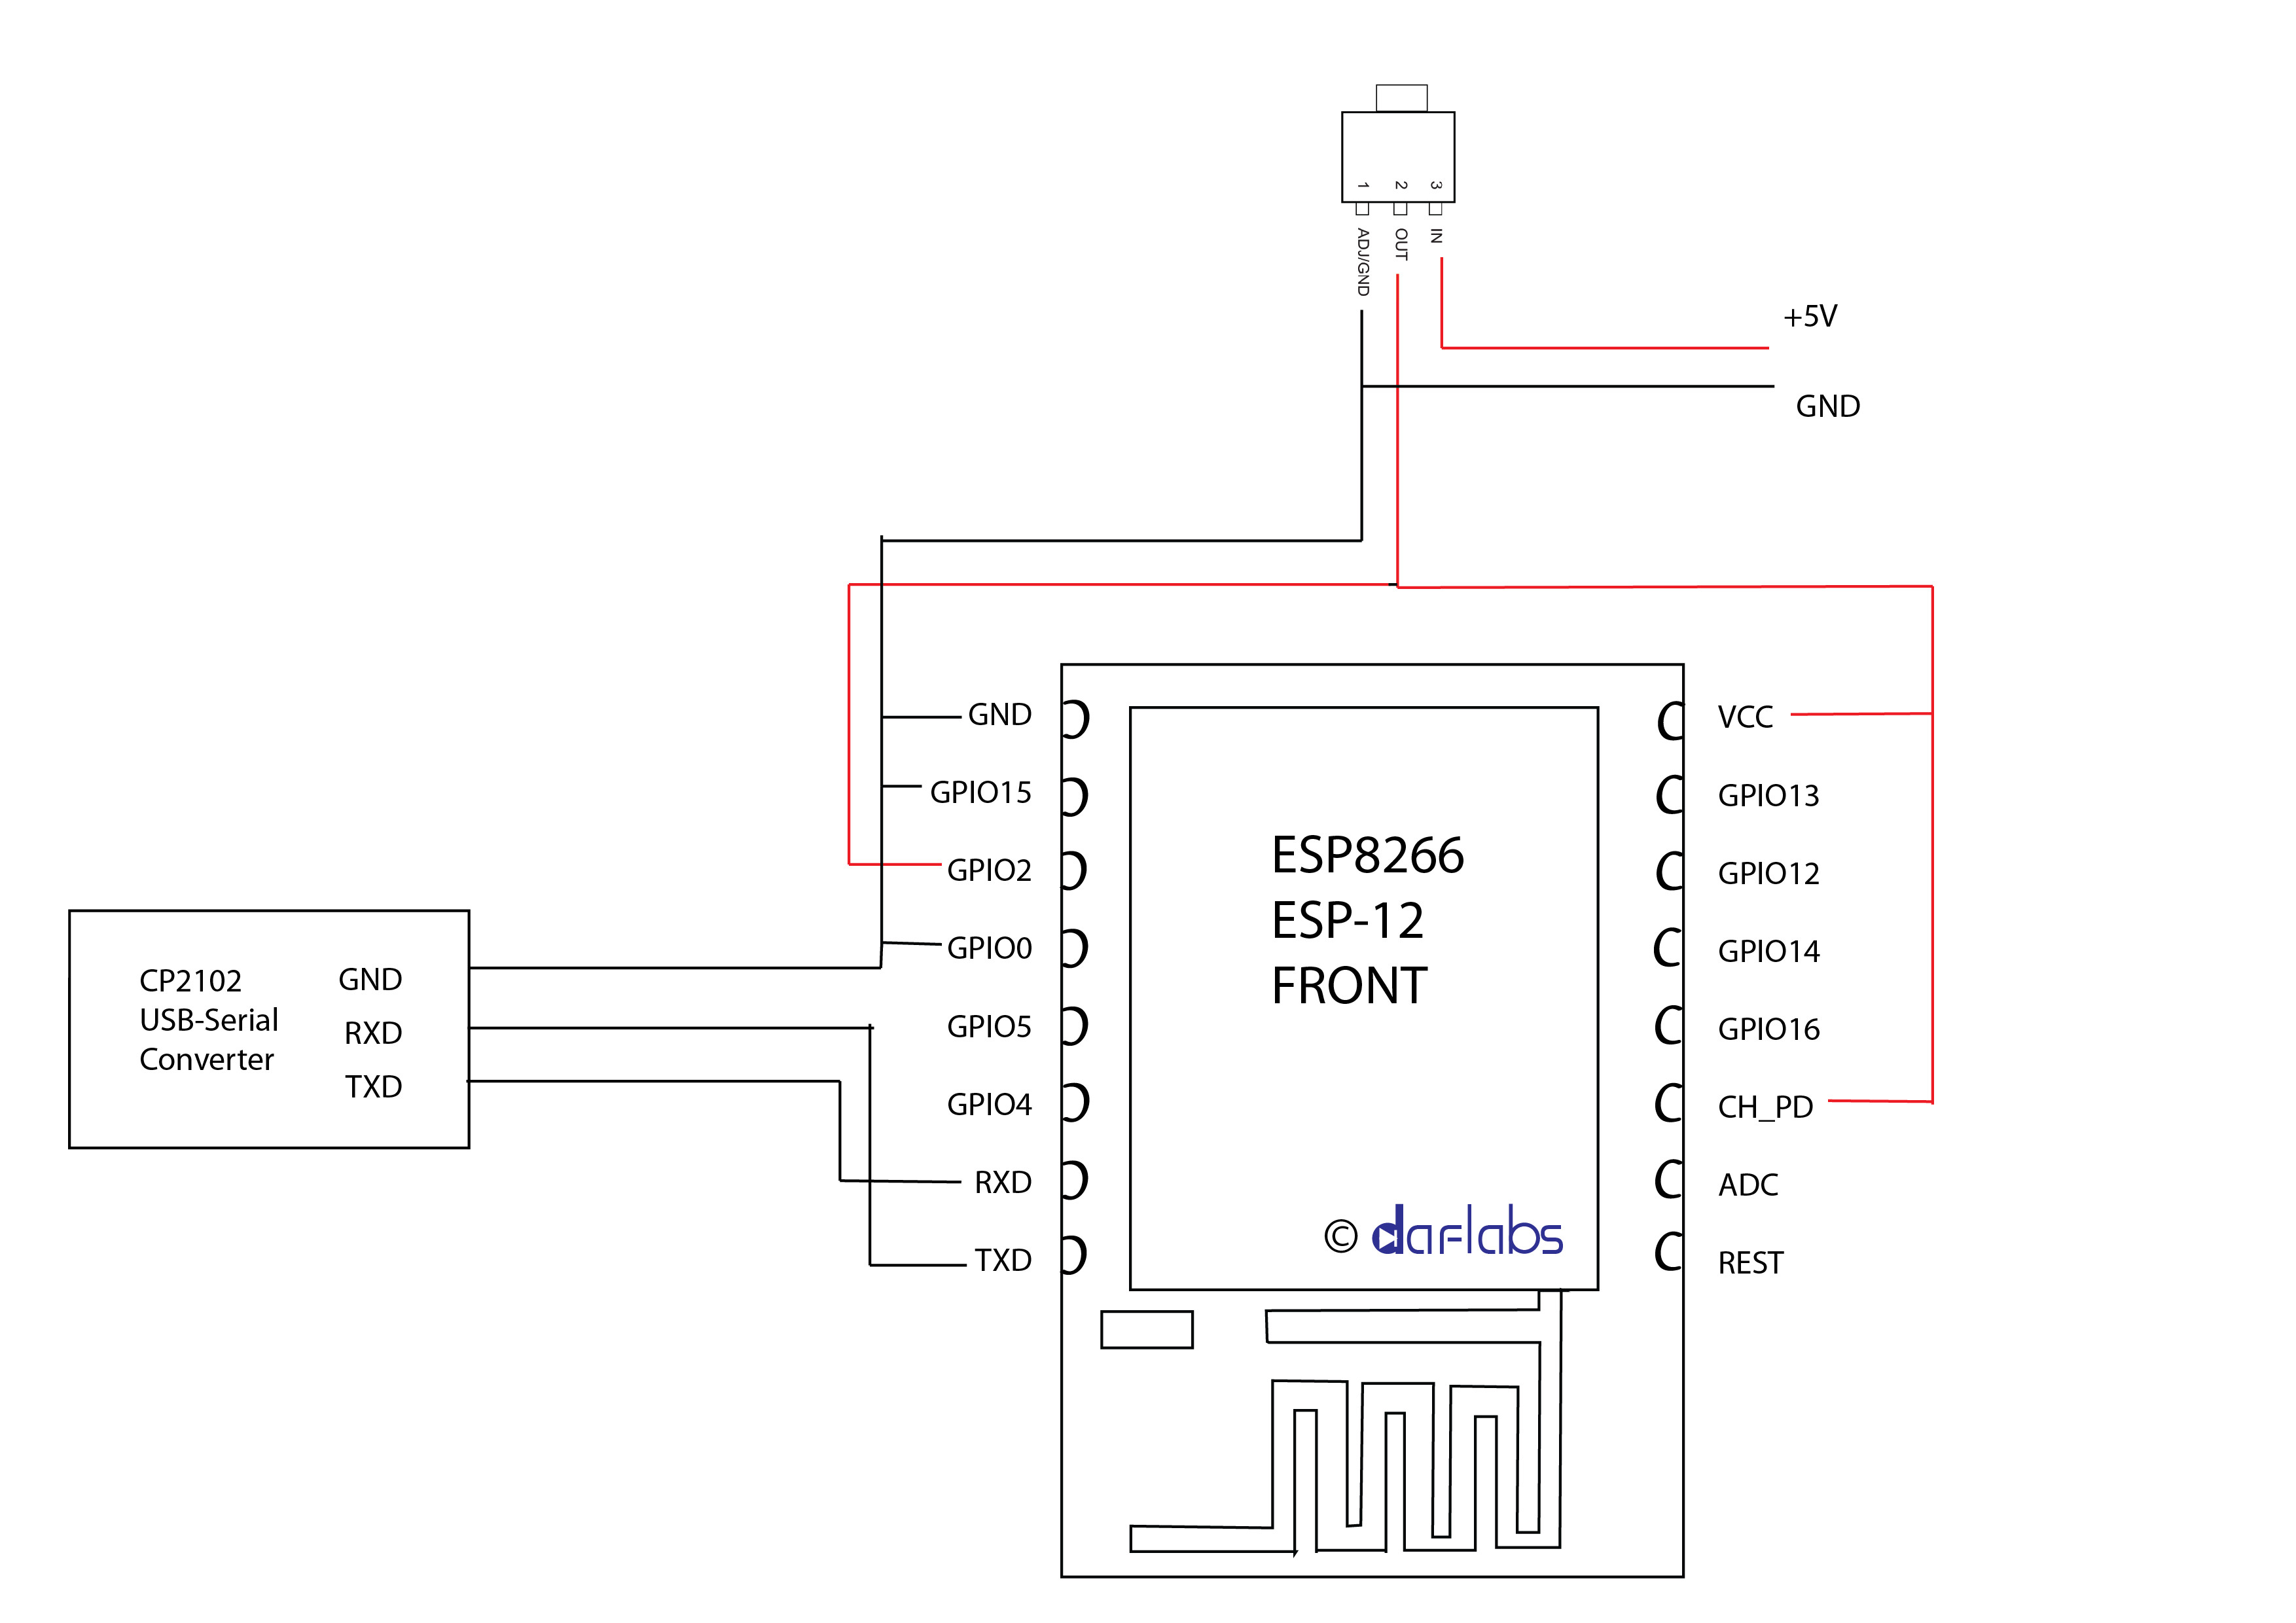 1
2
3
ADJ/GND
OUT
IN
+5V
GND
GND
GPIO15
GPIO2
GPIO0
GPIO5
GPIO4
RXD
TXD
VCC
GPIO13
GPIO12
GPIO14
GPIO16
CH_PD
ADC
REST
ESP8266
ESP-12
FRONT
© darlabs
CP2102
USB-Serial
Converter
GND
RXD
TXD